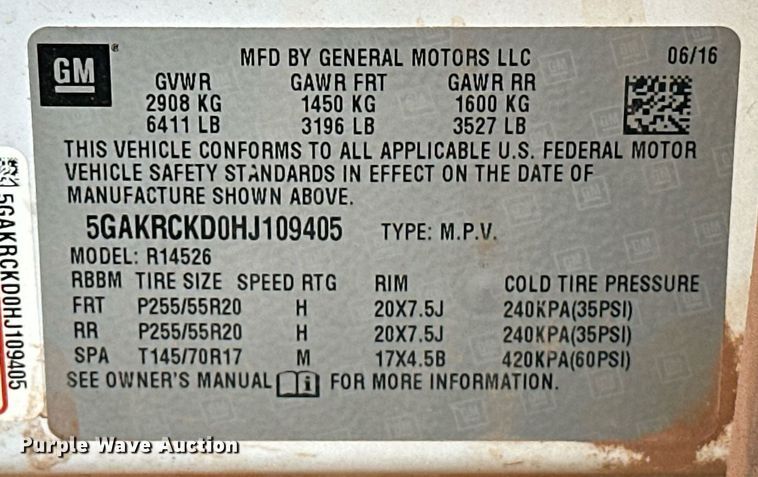 GM
MFD BY GENERAL MOTORS LLC 06/16
GVWR GAWR FRT GAWR RR
2908 KG 1450 KG 1600 KG
6411 LB 3196 LB 3527 LB
THIS VEHICLE CONFORMS TO ALL APPLICABLE U.S. FEDERAL MOTOR
VEHICLE SAFETY STANDARDS IN EFFECT ON THE DATE OF
MANUFACTURE SHOWN ABOVE.
5GAKRCKD0HJ109405 TYPE: M.P.V.
MODEL: R14526
RBBM TIRE SIZE SPEED RTG RIM COLD TIRE PRESSURE
FRT P255/55R20 H 20X7.5J 240KPA(35PSI)
RR P255/55R20 H 20X7.5J 240KPA(35PSI)
SPA T145/70R17 M 17X4.5B 420KPA(60PSI)
SEE OWNER'S MANUAL i FOR MORE INFORMATION.
5GAKRCKD0HJ109405
Purple Wave Auction